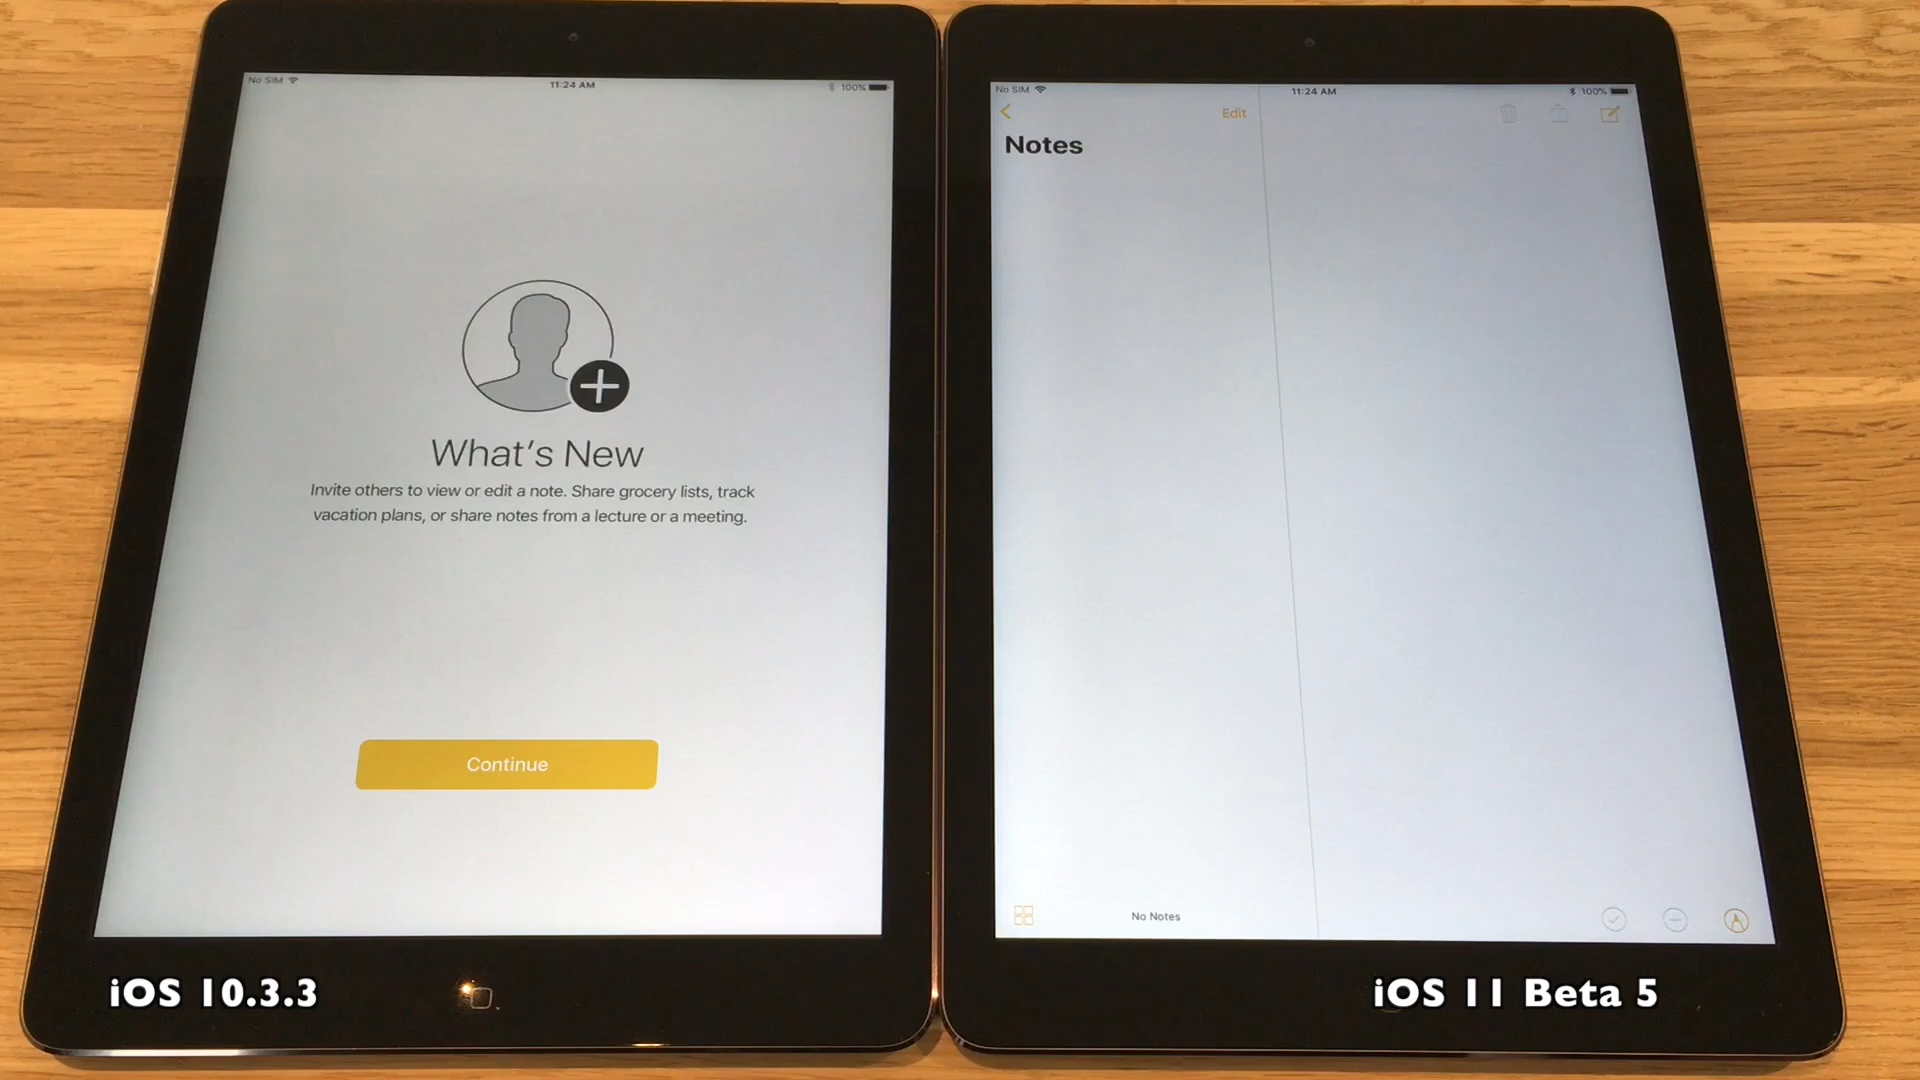 No SIM
11:24 AM
100%
What's New
Invite others to view or edit a note. Share grocery lists, track
vacation plans, or share notes from a lecture or a meeting.
Continue
iOS 10.3.3
No SIM
11:24 AM
100%
Edit
Notes
No Notes
iOS 11 Beta 5